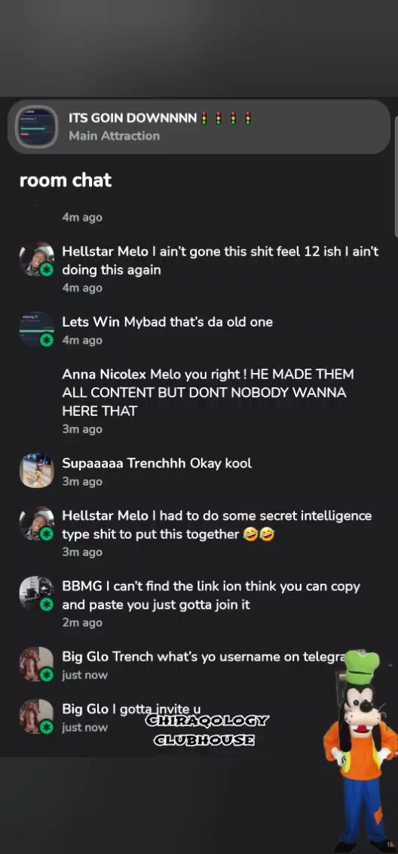 ITS GOIN DOWNNNN🚦🚦🚦🚦
Main Attraction
room chat
4m ago
Hellstar Melo I ain't gone this shit feel 12 ish I ain't
doing this again
4m ago
Lets Win Mybad that's da old one
4m ago
Anna Nicolex Melo you right ! HE MADE THEM
ALL CONTENT BUT DONT NOBODY WANNA
HERE THAT
3m ago
Supaaaaa Trenchhh Okay kool
3m ago
Hellstar Melo I had to do some secret intelligence
type shit to put this together 🤣🤣
3m ago
BBMG I can't find the link ion think you can copy
and paste you just gotta join it
2m ago
Big Glo Trench what's yo username on telegra
just now
Big Glo I gotta invite u
just now
CHIRAQOLOGY
CLUBHOUSE
16